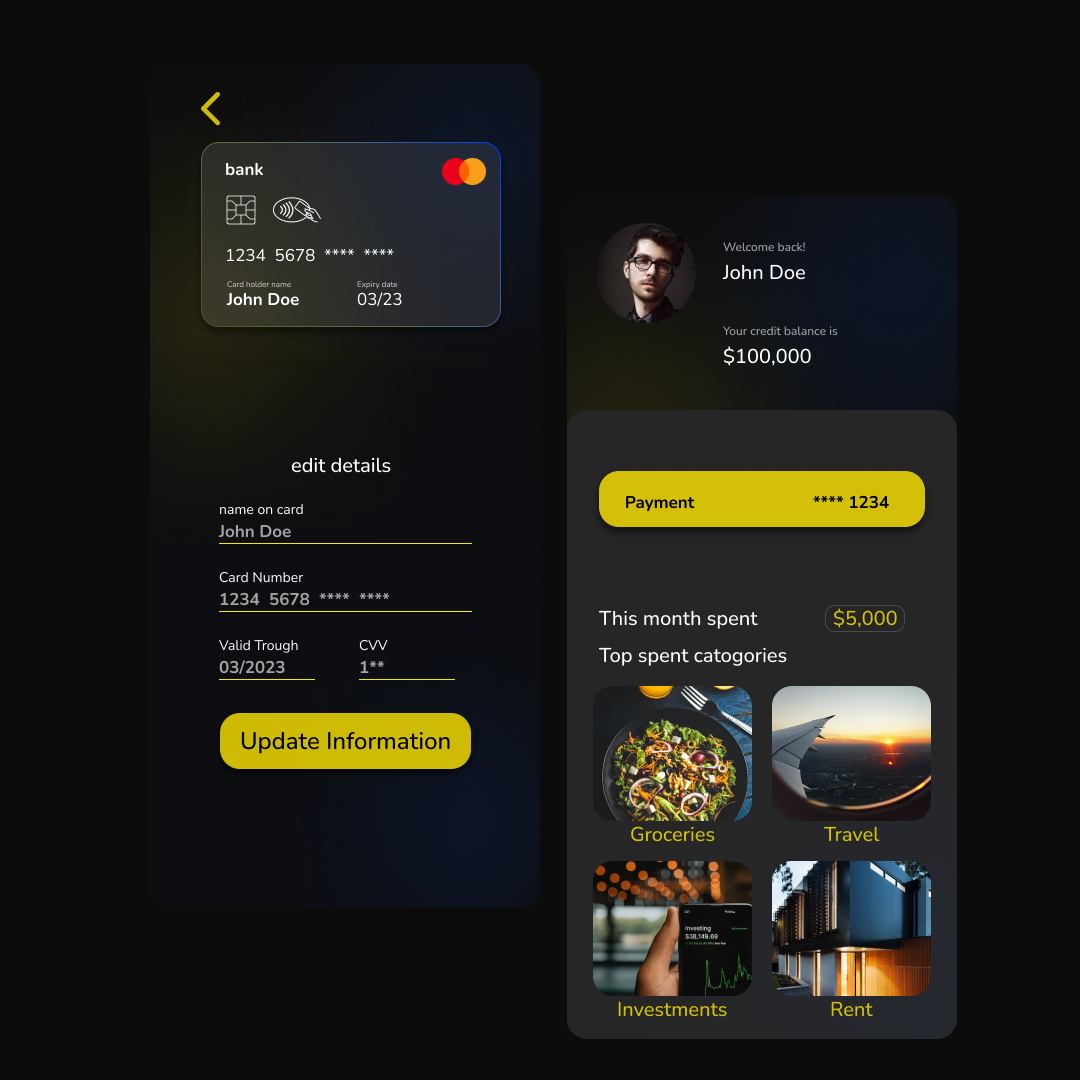 bank
1234 5678 **** ****
Card holder name Expiry date
John Doe 03/23
edit details
name on card
John Doe
Card Number
1234 5678 **** ****
Valid Trough CVV
03/2023 1**
Update Information
Welcome back!
John Doe
Your credit balance is
$100,000
Payment **** 1234
This month spent $5,000
Top spent catogories
Groceries Travel
Investing
$38,149.69
Investments Rent